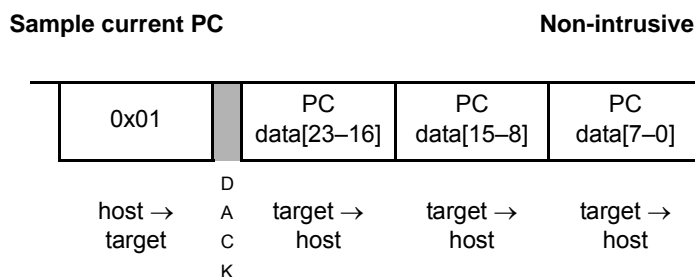 Sample current PC Non-intrusive
0x01 PC data[23–16] PC data[15–8] PC data[7–0]
host → target D A C K target → host target → host target → host